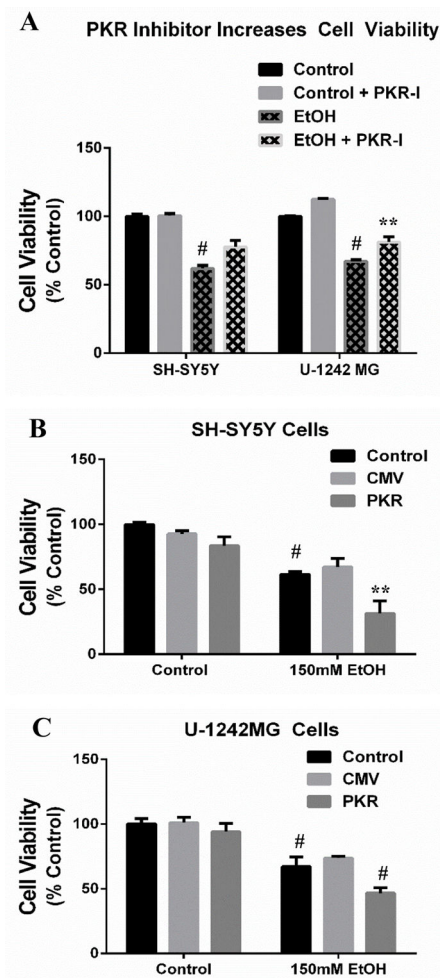 A
PKR Inhibitor Increases Cell Viability
Control
Control + PKR-I
EtOH
EtOH + PKR-I
Cell Viability
(% Control)
150
100
50
0
#
#
**
SH-SY5Y
U-1242 MG
B
SH-SY5Y Cells
Control
CMV
PKR
Cell Viability
(% Control)
150
100
50
0
#
**
Control
150mM EtOH
C
U-1242MG Cells
Control
CMV
PKR
Cell Viability
(% Control)
150
100
50
0
#
#
Control
150mM EtOH